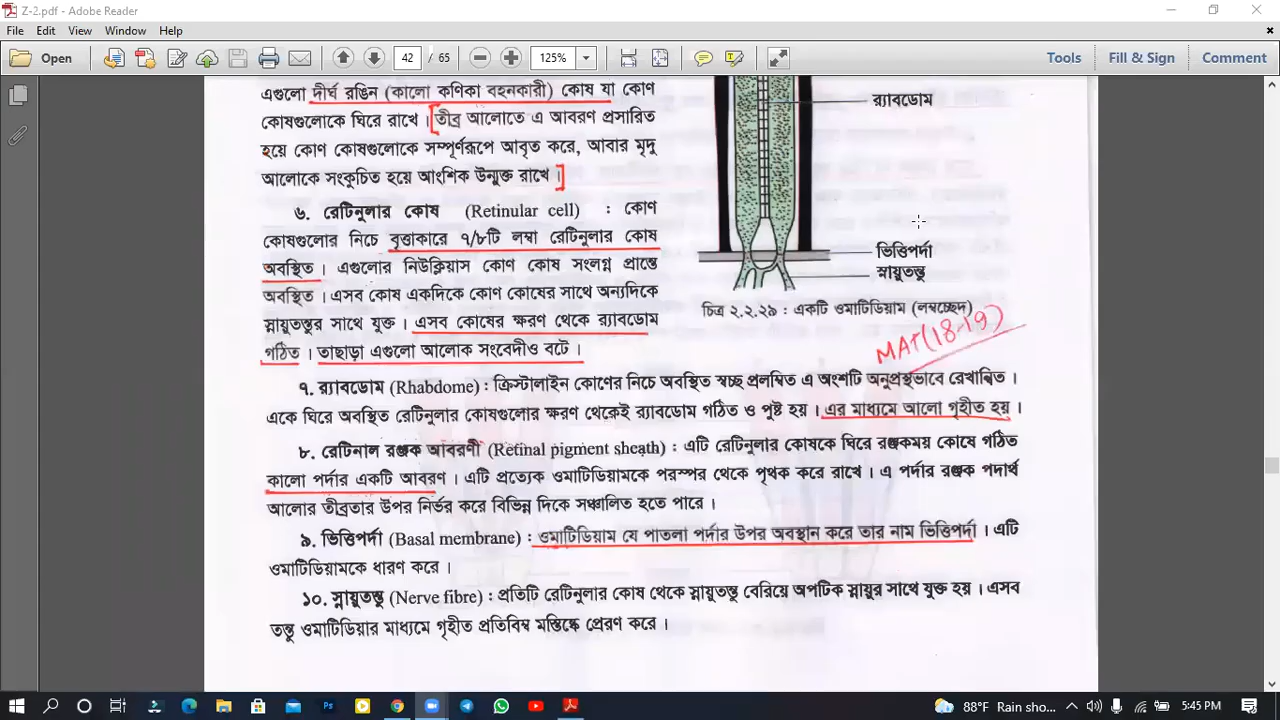 Z-2.pdf - Adobe Reader
File Edit View Window Help
Open 42 / 65 125% Tools Fill & Sign Comment
এগুলো দীর্ঘ রঙিন (কালো কণিকা বহনকারী) কোষ যা কোণ
কোষগুলোকে ঘিরে রাখে। [তীব্র আলোতে এ আবরণ প্রসারিত
হয়ে কোণ কোষগুলোকে সম্পূর্ণরূপে আবৃত করে, আবার মৃদু
আলোকে সংকুচিত হয়ে আংশিক উন্মুক্ত রাখে।]
৬. রেটিনুলার কোষ (Retinular cell) : কোণ
কোষগুলোর নিচে বৃত্তাকারে ৭/৮টি লম্বা রেটিনুলার কোষ
অবস্থিত। এগুলোর নিউক্লিয়াস কোণ কোষ সংলগ্ন প্রান্তে
অবস্থিত। এসব কোষ একদিকে কোণ কোষের সাথে অন্যদিকে
স্নায়ুতন্তুর সাথে যুক্ত। এসব কোষের ক্ষরণ থেকে র‍্যাবডোম
গঠিত। তাছাড়া এগুলো আলোক সংবেদীও বটে।
র‍্যাবডোম
ভিত্তিপর্দা
স্নায়ুতন্তু
চিত্র ২.২.২৯ : একটি ওমাটিডিয়াম (লম্বচ্ছেদ)
MAT(18-19)
৭. র‍্যাবডোম (Rhabdome) : ক্রিস্টালাইন কোণের নিচে অবস্থিত স্বচ্ছ প্রলম্বিত এ অংশটি অনুপ্রস্থভাবে রেখান্বিত।
একে ঘিরে অবস্থিত রেটিনুলার কোষগুলোর ক্ষরণ থেকেই র‍্যাবডোম গঠিত ও পুষ্ট হয়। এর মাধ্যমে আলো গৃহীত হয়।
৮. রেটিনাল রঞ্জক আবরণী (Retinal pigment sheath) : এটি রেটিনুলার কোষকে ঘিরে রঞ্জকময় কোষে গঠিত
কালো পর্দার একটি আবরণ। এটি প্রত্যেক ওমাটিডিয়ামকে পরস্পর থেকে পৃথক করে রাখে। এ পর্দার রঞ্জক পদার্থ
আলোর তীব্রতার উপর নির্ভর করে বিভিন্ন দিকে সঞ্চালিত হতে পারে।
৯. ভিত্তিপর্দা (Basal membrane) : ওমাটিডিয়াম যে পাতলা পর্দার উপর অবস্থান করে তার নাম ভিত্তিপর্দা। এটি
ওমাটিডিয়ামকে ধারণ করে।
১০. স্নায়ুতন্তু (Nerve fibre) : প্রতিটি রেটিনুলার কোষ থেকে স্নায়ুতন্তু বেরিয়ে অপটিক স্নায়ুর সাথে যুক্ত হয়। এসব
তন্তু ওমাটিডিয়ার মাধ্যমে গৃহীত প্রতিবিম্ব মস্তিষ্কে প্রেরণ করে।
88°F Rain sho... 5:45 PM